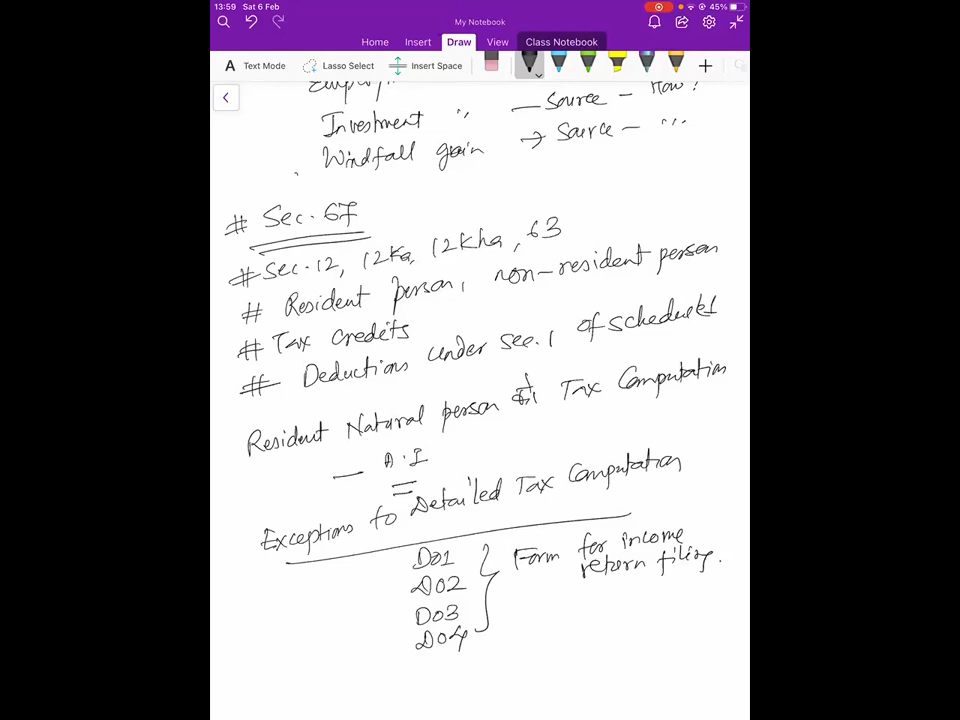 13:59 Sat 6 Feb
45%
My Notebook
Home Insert Draw View Class Notebook
A Text Mode Lasso Select Insert Space
Investment " — Source – How?
Windfall gain → Source – "
# Sec. 67
# Sec. 12, 12Ka, 12Kha, 63
# Resident person, non-resident person
# Tax credits
# Deductions under sec. 1 of schedule 1
Resident Natural person Tax Computation
— A.I
Exceptions to Detailed Tax Computation
D01
D02
D03
D04
Form for income
return filing.